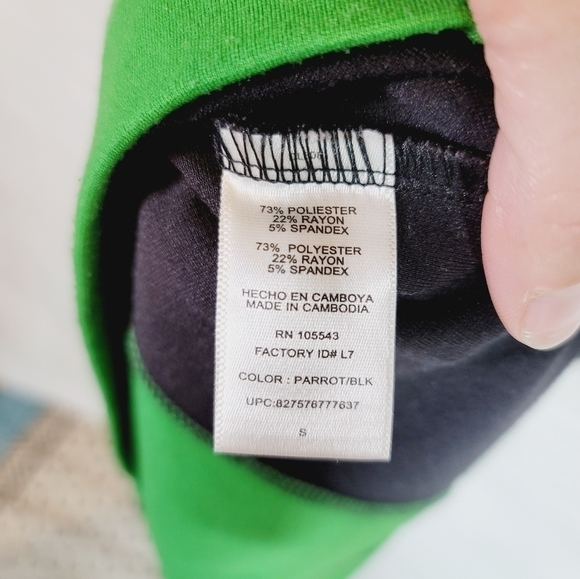 73% POLIESTER
22% RAYON
5% SPANDEX
73% POLYESTER
22% RAYON
5% SPANDEX
HECHO EN CAMBOYA
MADE IN CAMBODIA
RN 105543
FACTORY ID# L7
COLOR : PARROT/BLK
UPC:827576777637
S